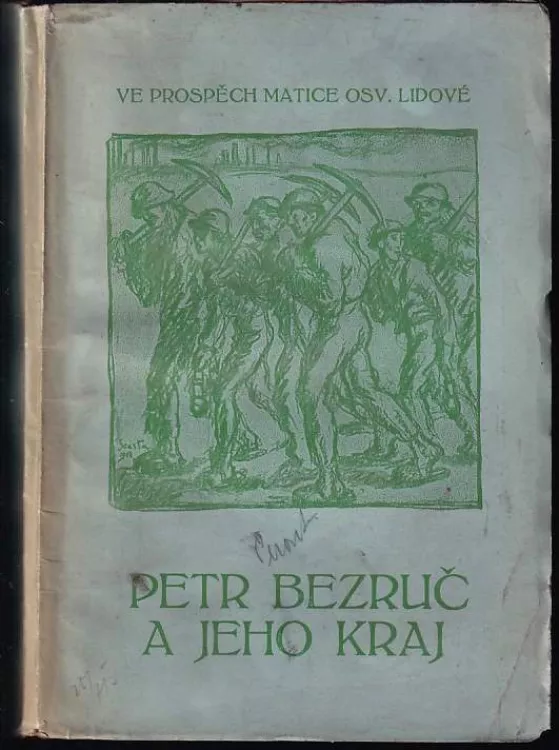 VE PROSPĚCH MATICE OSV. LIDOVÉ
PETR BEZRUČ
A JEHO KRAJ